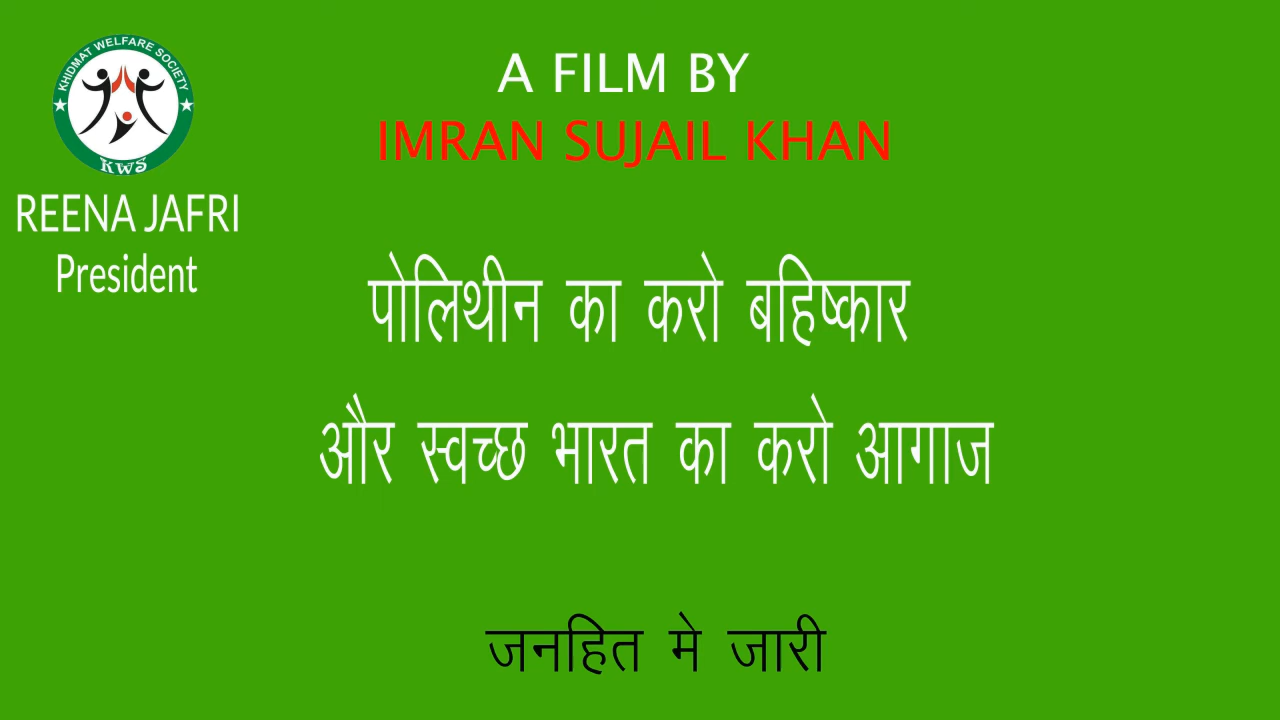 KHIDMAT WELFARE SOCIETY
KWS
REENA JAFRI
President
A FILM BY
IMRAN SUJAIL KHAN
पोलिथीन का करो बहिष्कार
और स्वच्छ भारत का करो आगाज
जनहित मे जारी